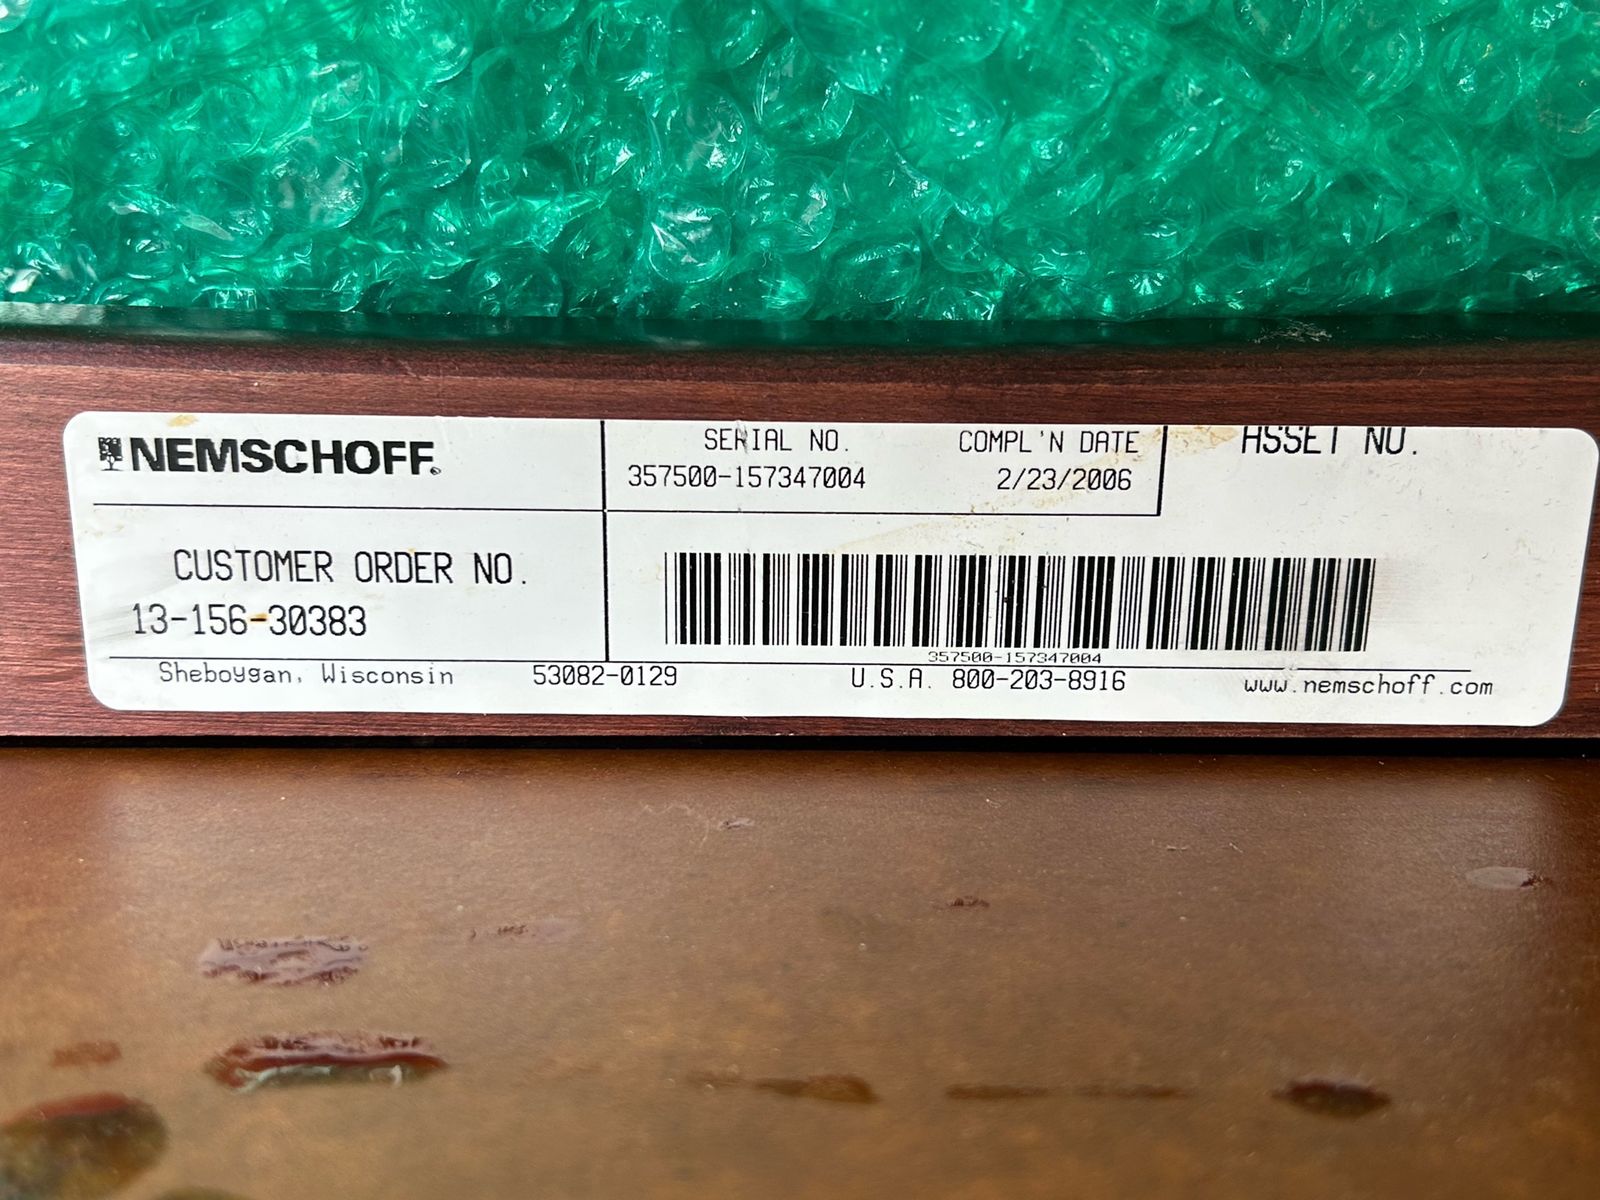 NEMSCHOFF®
SERIAL NO.
357500-157347004
COMPL'N DATE
2/23/2006
ASSET NO.
CUSTOMER ORDER NO.
13-156-30383
357500-157347004
Sheboygan, Wisconsin 53082-0129 U.S.A. 800-203-8916 www.nemschoff.com